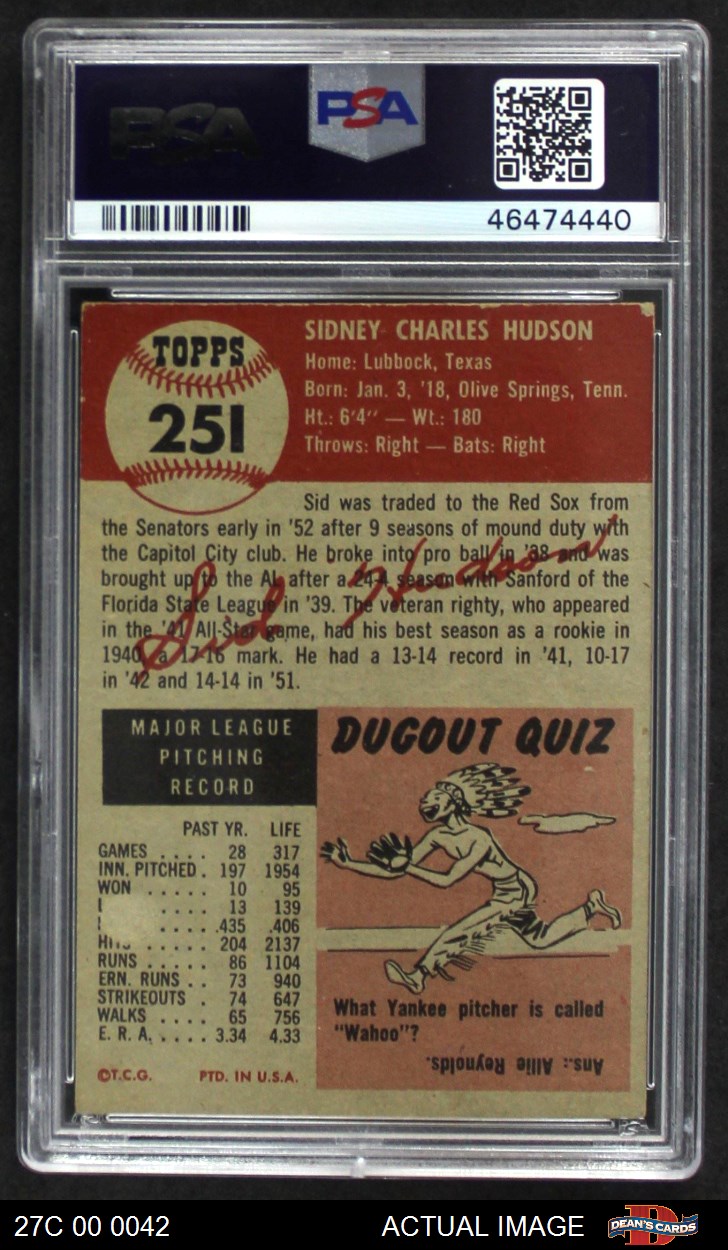 PSA
PSA
46474440
TOPPS
251
SIDNEY CHARLES HUDSON
Home: Lubbock, Texas
Born: Jan. 3, '18, Olive Springs, Tenn.
Ht.: 6'4" — Wt.: 180
Throws: Right — Bats: Right
Sid was traded to the Red Sox from
the Senators early in '52 after 9 seasons of mound duty with
the Capitol City club. He broke into pro ball in '38 and was
brought up to the AL after a 24-4 season with Sanford of the
Florida State League in '39. The veteran righty, who appeared
in the '41 All-Star game, had his best season as a rookie in
1940, a 17-16 mark. He had a 13-14 record in '41, 10-17
in '42 and 14-14 in '51.
Sid Hudson
MAJOR LEAGUE
PITCHING
RECORD
PAST YR. LIFE
GAMES .... 28 317
INN. PITCHED . 197 1954
WON ..... 10 95
.... 13 139
.... .435 .406
..... 204 2137
RUNS ..... 86 1104
ERN. RUNS .. 73 940
STRIKEOUTS . 74 647
WALKS .... 65 756
E. R. A. .... 3.34 4.33
©T.C.G. PTD. IN U.S.A.
DUGOUT QUIZ
What Yankee pitcher is called
"Wahoo"?
Ans.: Allie Reynolds.
27C 00 0042
ACTUAL IMAGE
DEAN'S CARDS